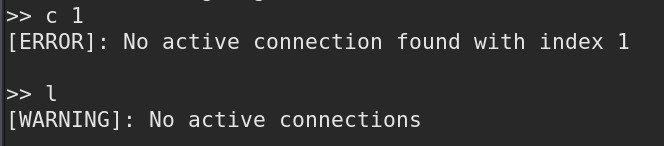 >> c 1
[ERROR]: No active connection found with index 1
>> l
[WARNING]: No active connections